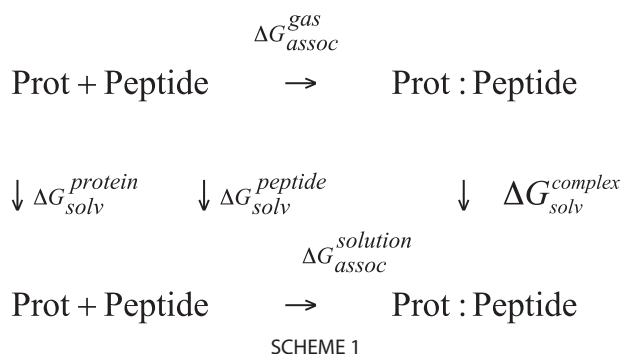 ΔG^{gas}_{assoc}
Prot + Peptide → Prot : Peptide
↓ ΔG^{protein}_{solv} ↓ ΔG^{peptide}_{solv} ↓ ΔG^{complex}_{solv}
ΔG^{solution}_{assoc}
Prot + Peptide → Prot : Peptide
SCHEME 1